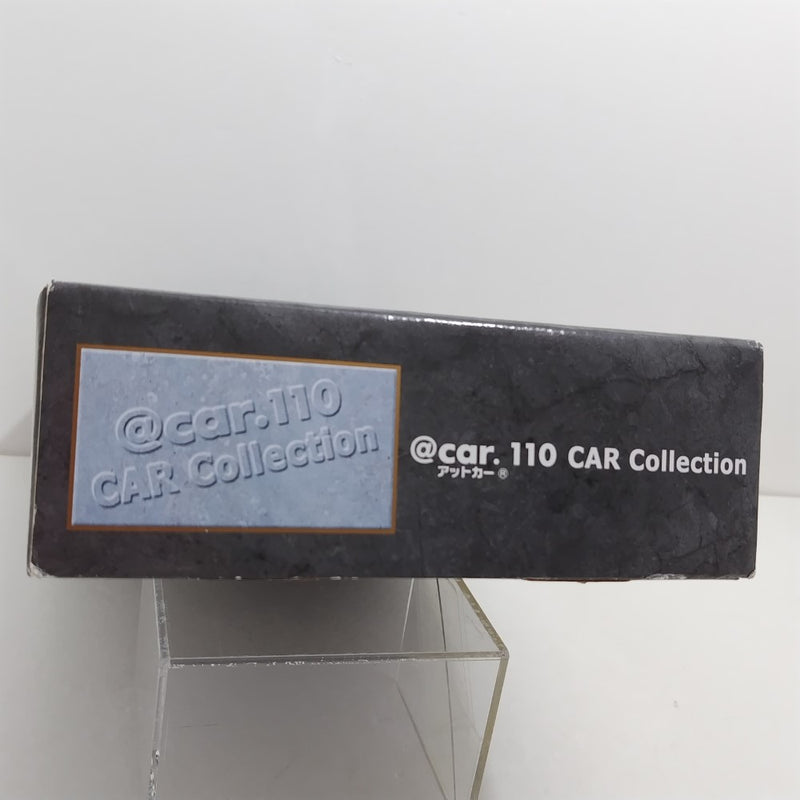 @car.110
CAR Collection
@car. 110 CAR Collection
アットカー®